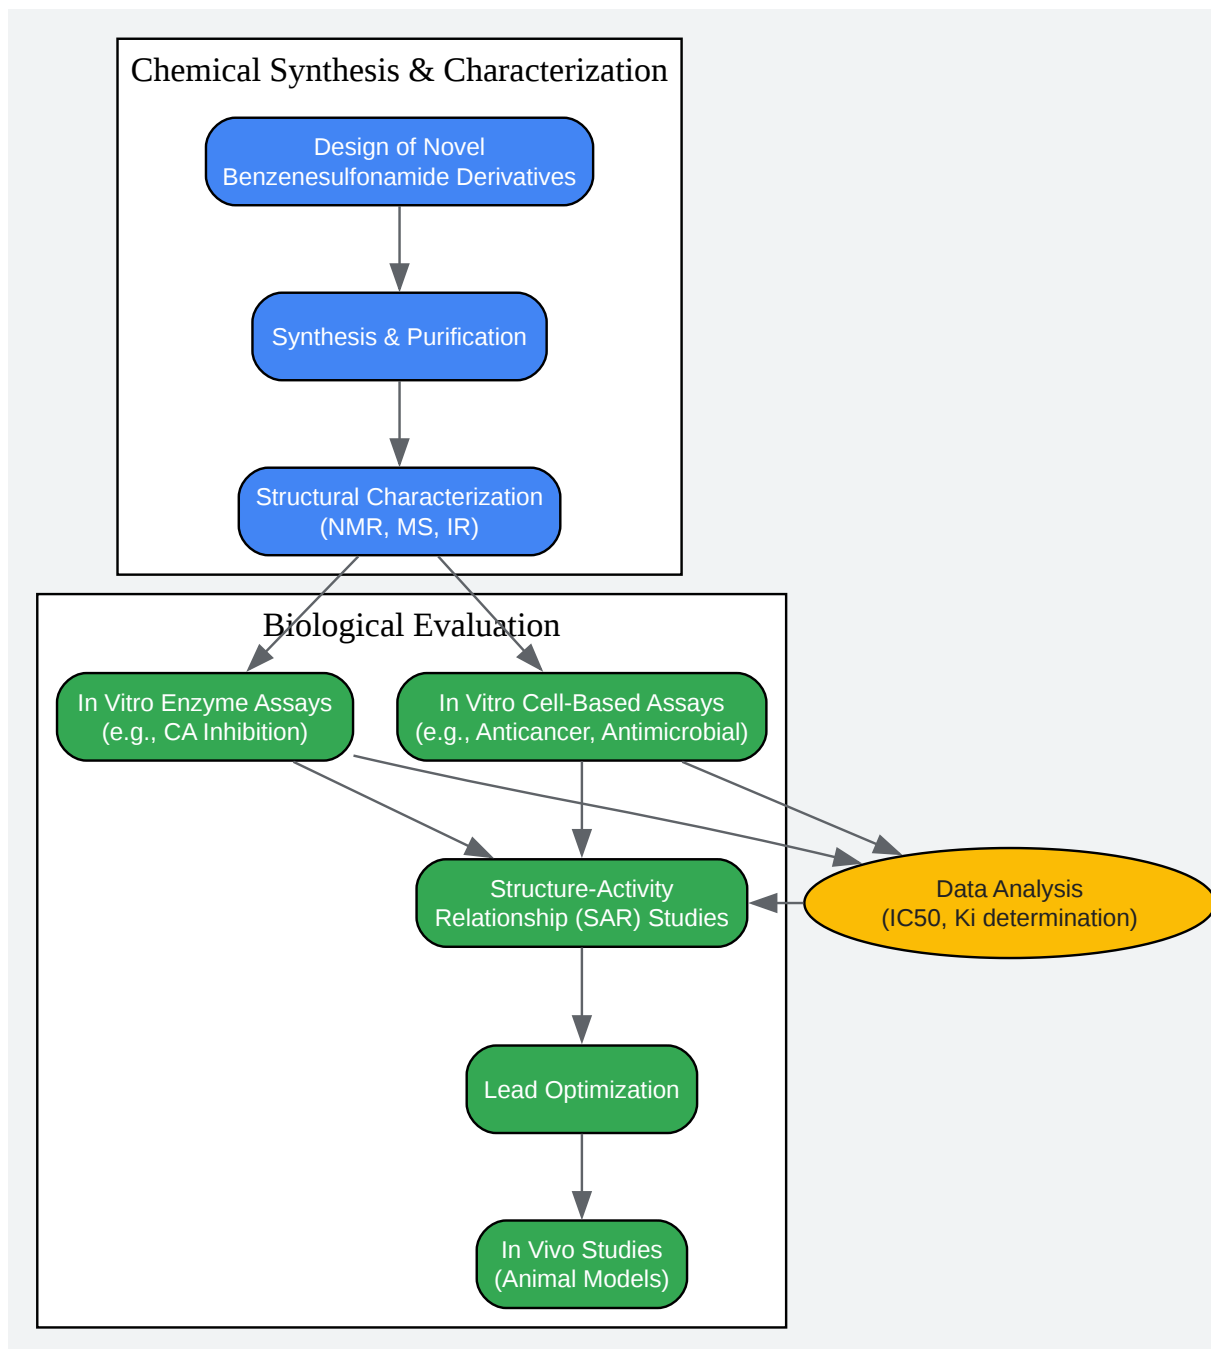 Chemical Synthesis & Characterization
Design of Novel
Benzenesulfonamide Derivatives
Synthesis & Purification
Structural Characterization
(NMR, MS, IR)
Biological Evaluation
In Vitro Enzyme Assays
(e.g., CA Inhibition)
In Vitro Cell-Based Assays
(e.g., Anticancer, Antimicrobial)
Structure-Activity
Relationship (SAR) Studies
Data Analysis
(IC50, Ki determination)
Lead Optimization
In Vivo Studies
(Animal Models)